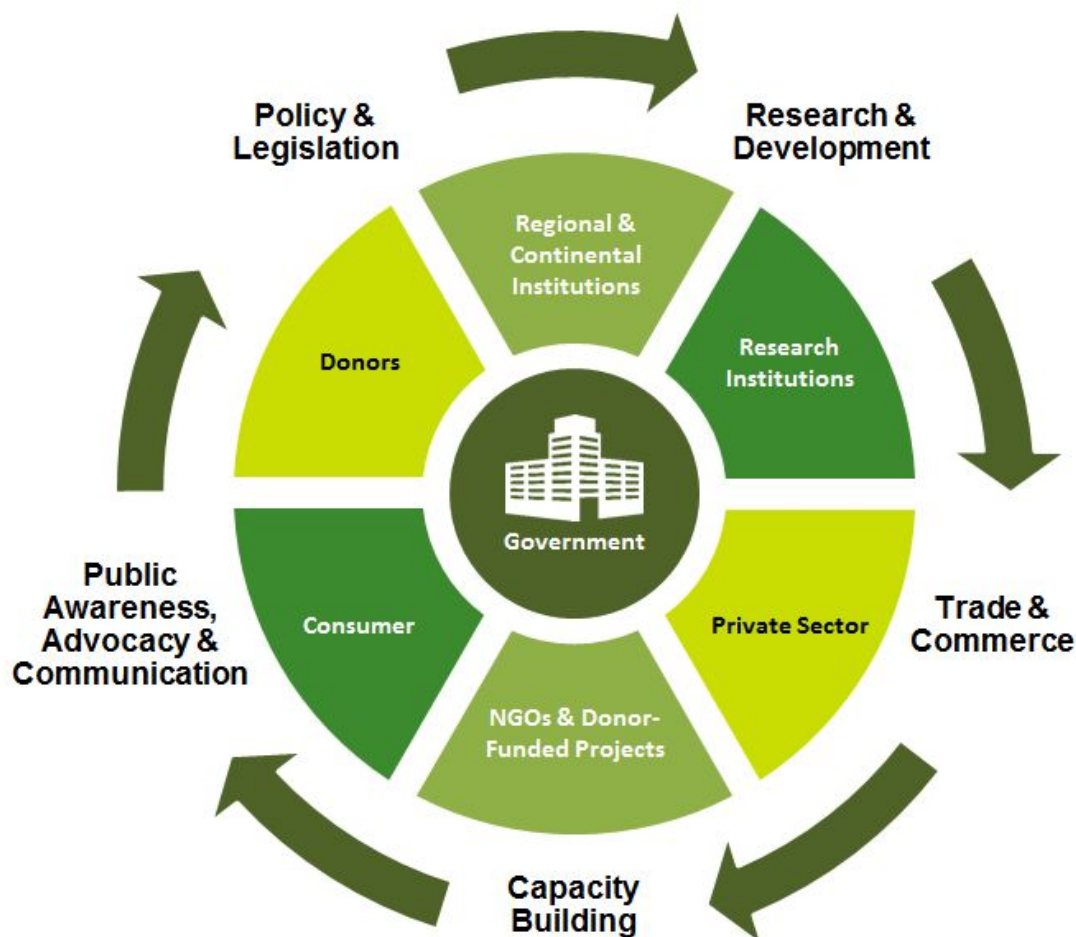 Policy &
Legislation
Research &
Development
Regional &
Continental
Institutions
Donors
Research
Institutions
Government
Public
Awareness,
Advocacy &
Communication
Consumer
Private Sector
Trade &
Commerce
NGOs & Donor-
Funded Projects
Capacity
Building